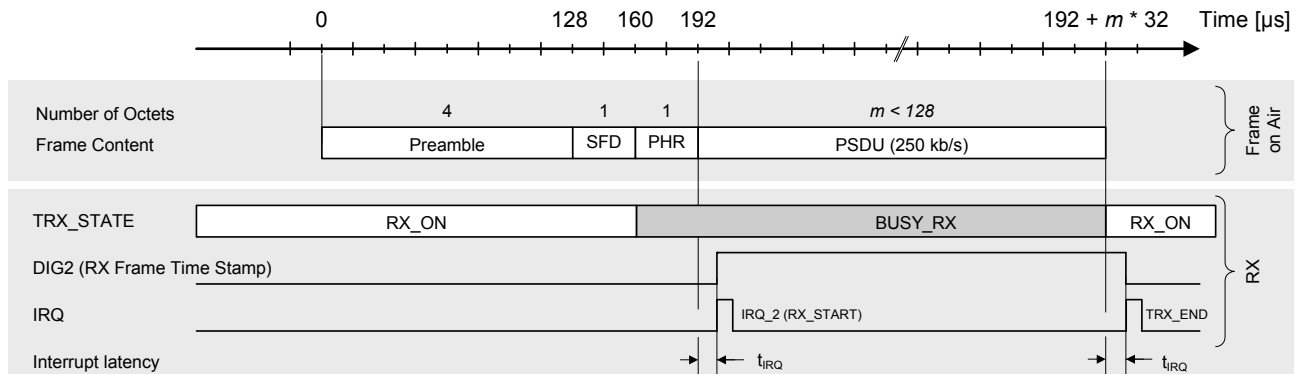 0 128 160 192 192 + m * 32 Time [µs]
Number of Octets 4 1 1 m < 128
Frame Content Preamble SFD PHR PSDU (250 kb/s)
Frame
on Air
TRX_STATE RX_ON BUSY_RX RX_ON
DIG2 (RX Frame Time Stamp)
RX
IRQ IRQ_2 (RX_START) TRX_END
Interrupt latency tIRQ tIRQ